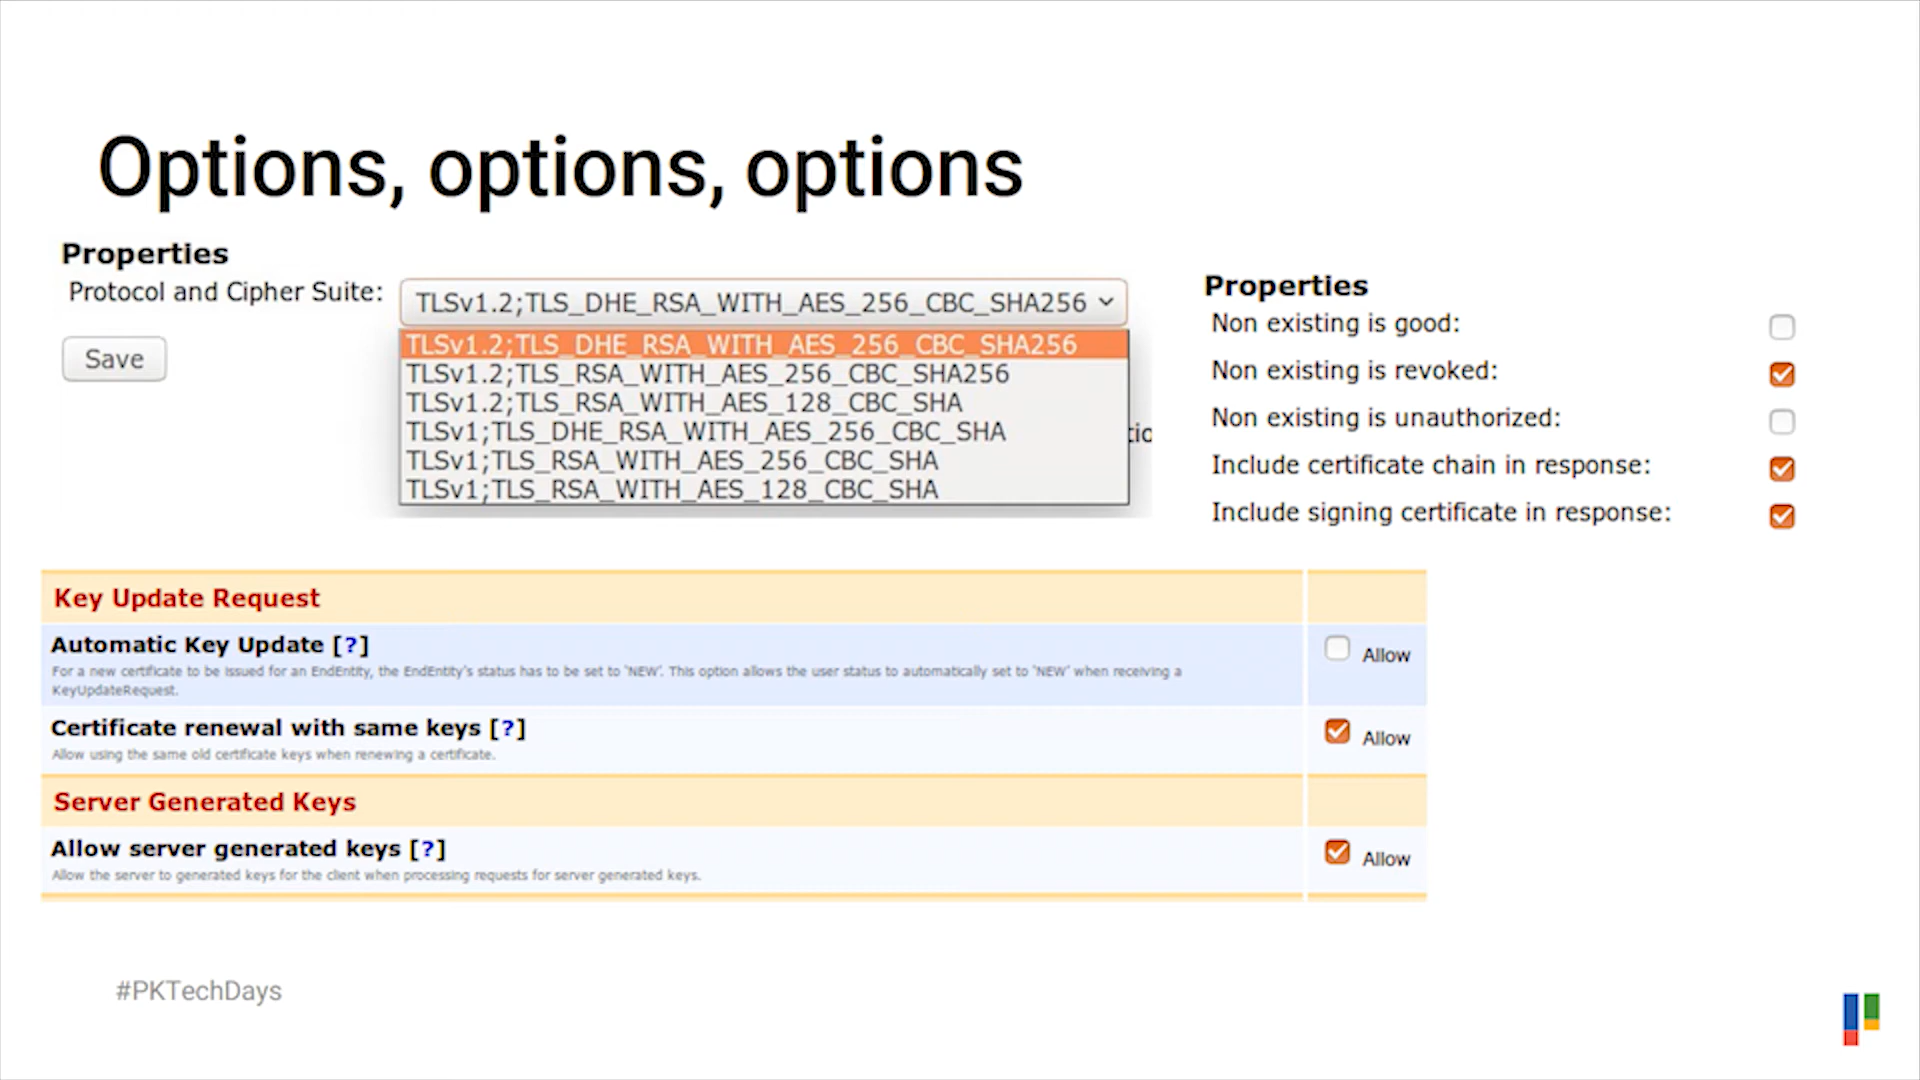 Options, options, options
Properties
Protocol and Cipher Suite:
TLSv1.2;TLS_DHE_RSA_WITH_AES_256_CBC_SHA256
TLSv1.2;TLS_DHE_RSA_WITH_AES_256_CBC_SHA256
TLSv1.2;TLS_RSA_WITH_AES_256_CBC_SHA256
TLSv1.2;TLS_RSA_WITH_AES_128_CBC_SHA
TLSv1;TLS_DHE_RSA_WITH_AES_256_CBC_SHA
TLSv1;TLS_RSA_WITH_AES_256_CBC_SHA
TLSv1;TLS_RSA_WITH_AES_128_CBC_SHA
Save
Properties
Non existing is good:
Non existing is revoked:
Non existing is unauthorized:
Include certificate chain in response:
Include signing certificate in response:
Key Update Request
Automatic Key Update [?]
For a new certificate to be issued for an EndEntity, the EndEntity's status has to be set to 'NEW'. This option allows the user status to automatically set to 'NEW' when receiving a
KeyUpdateRequest.
Allow
Certificate renewal with same keys [?]
Allow using the same old certificate keys when renewing a certificate.
Allow
Server Generated Keys
Allow server generated keys [?]
Allow the server to generated keys for the client when processing requests for server generated keys.
Allow
#PKTechDays